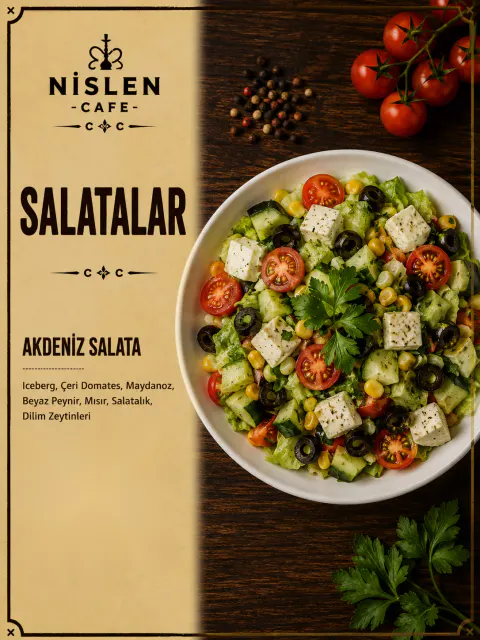 NİSLEN
-CAFE-
C C
SALATALAR
C C
AKDENİZ SALATA
Iceberg, Çeri Domates, Maydanoz,
Beyaz Peynir, Mısır, Salatalık,
Dilim Zeytinleri